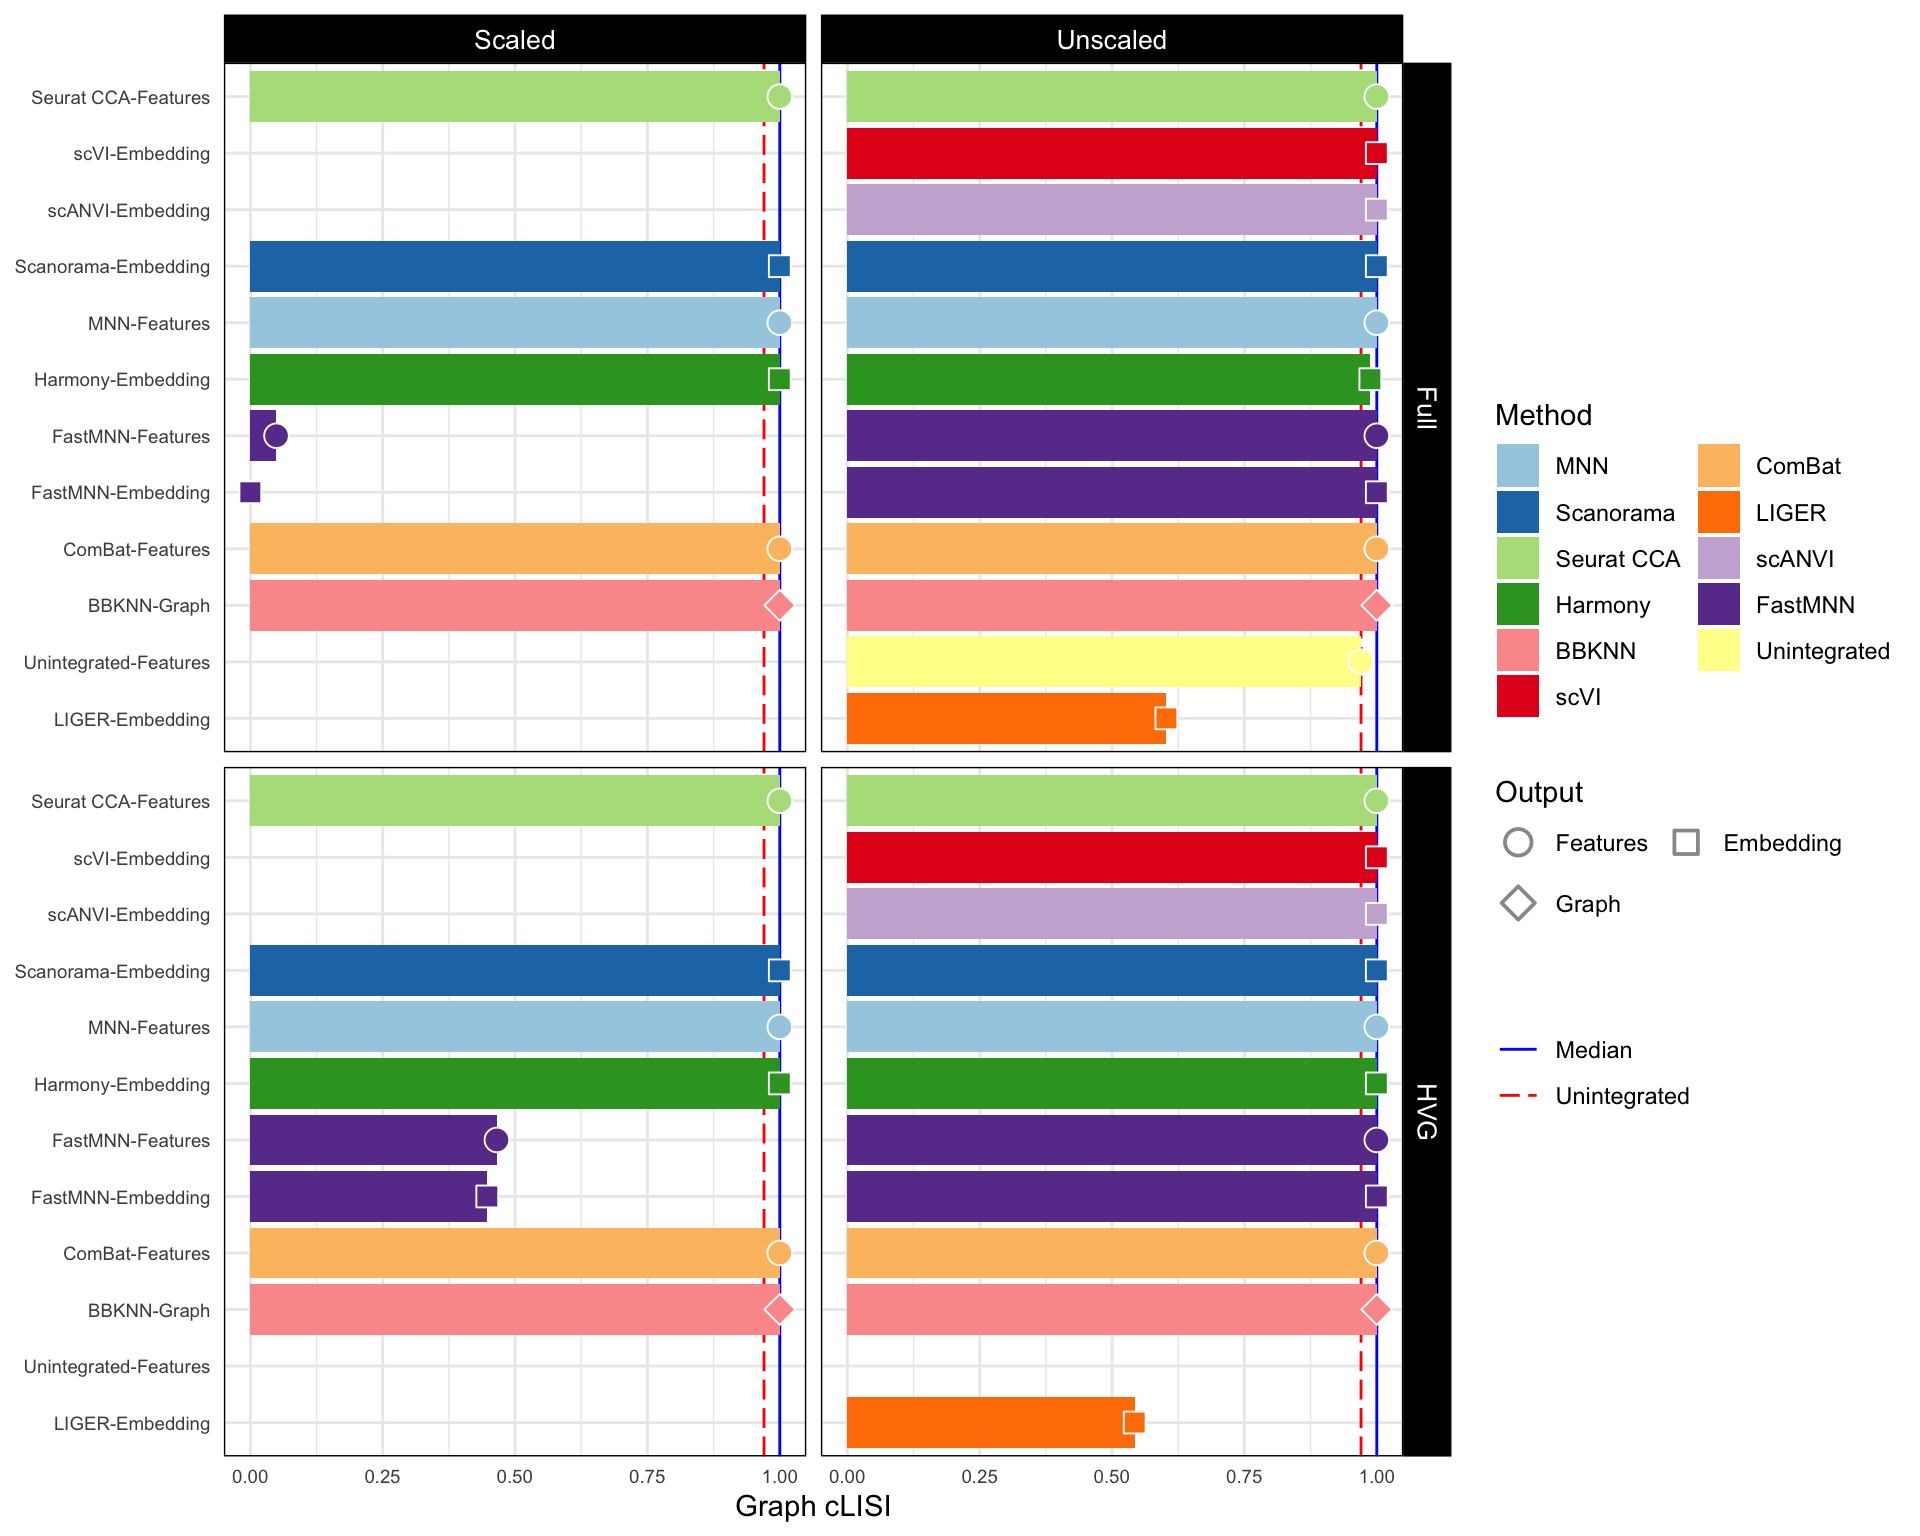 Scaled
Unscaled
Seurat CCA-Features
scVI-Embedding
scANVI-Embedding
Scanorama-Embedding
MNN-Features
Harmony-Embedding
FastMNN-Features
FastMNN-Embedding
ComBat-Features
BBKNN-Graph
Unintegrated-Features
LIGER-Embedding
Full
Seurat CCA-Features
scVI-Embedding
scANVI-Embedding
Scanorama-Embedding
MNN-Features
Harmony-Embedding
FastMNN-Features
FastMNN-Embedding
ComBat-Features
BBKNN-Graph
Unintegrated-Features
LIGER-Embedding
HVG
0.00 0.25 0.50 0.75 1.00
0.00 0.25 0.50 0.75 1.00
Graph cLISI
Method
MNN
Scanorama
Seurat CCA
Harmony
BBKNN
scVI
ComBat
LIGER
scANVI
FastMNN
Unintegrated
Output
Features
Embedding
Graph
Median
Unintegrated